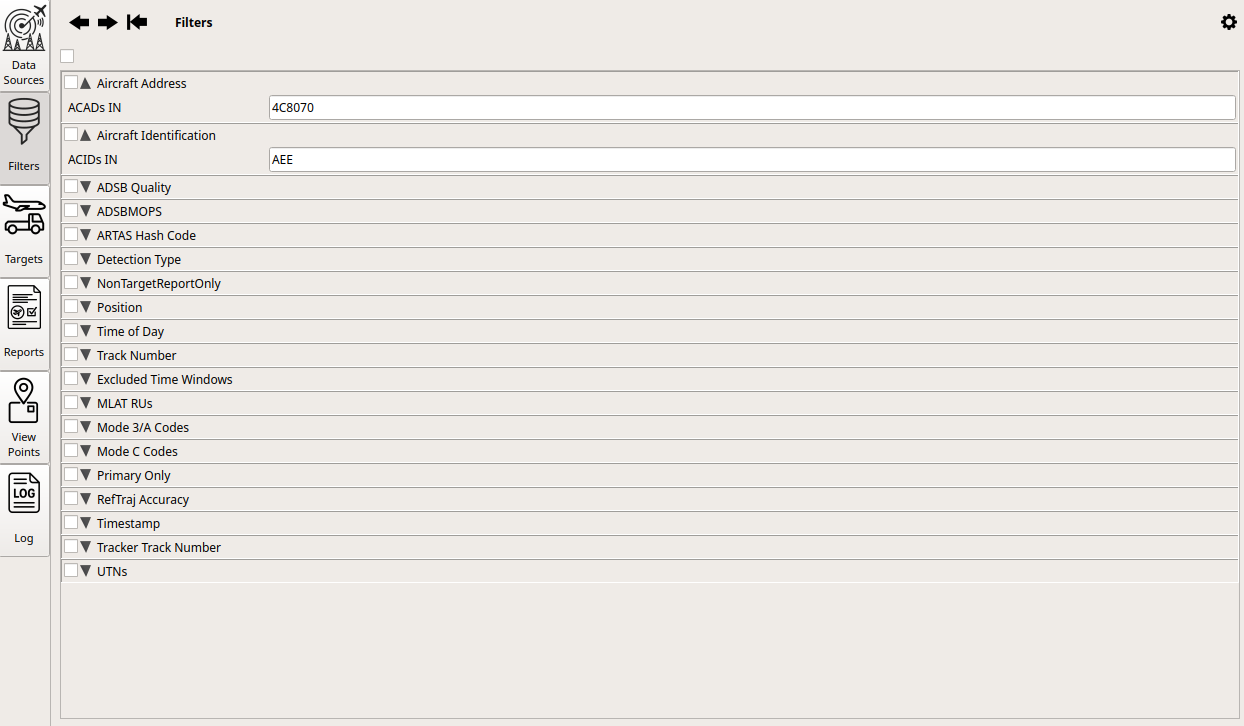 Filters
Data
Sources
Filters
Targets
Reports
View
Points
LOG
Log
Aircraft Address
ACADs IN 4C8070
Aircraft Identification
ACIDs IN AEE
ADSB Quality
ADSBMOPS
ARTAS Hash Code
Detection Type
NonTargetReportOnly
Position
Time of Day
Track Number
Excluded Time Windows
MLAT RUs
Mode 3/A Codes
Mode C Codes
Primary Only
RefTraj Accuracy
Timestamp
Tracker Track Number
UTNs